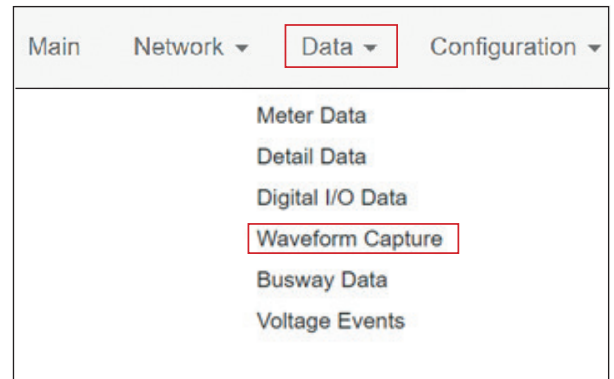 Main Network Data Configuration
Meter Data
Detail Data
Digital I/O Data
Waveform Capture
Busway Data
Voltage Events